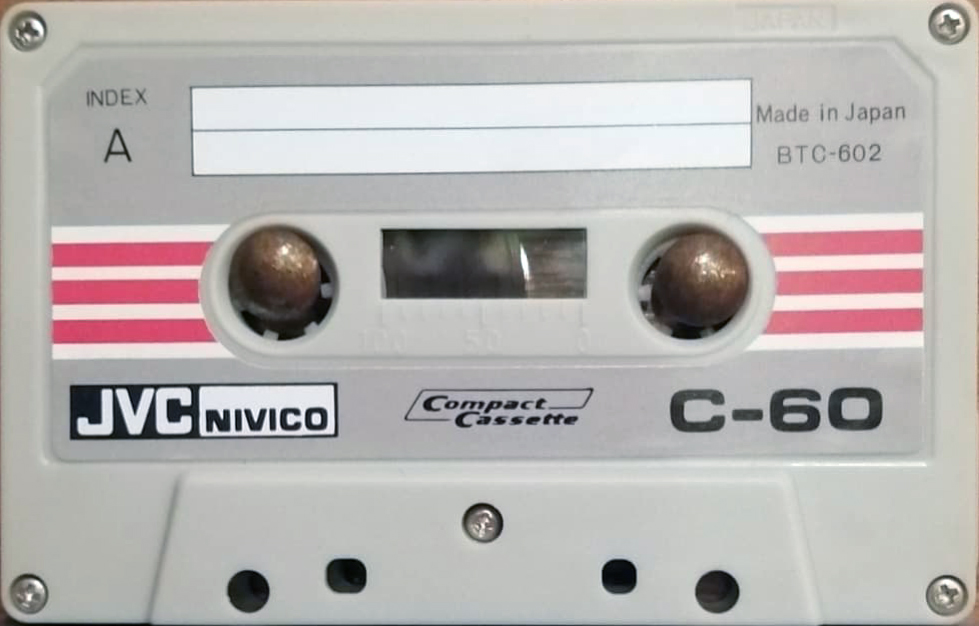 JAPAN
INDEX
A
Made in Japan
BTC-602
100 50 0
JVC NIVICO
Compact
Cassette
C-60